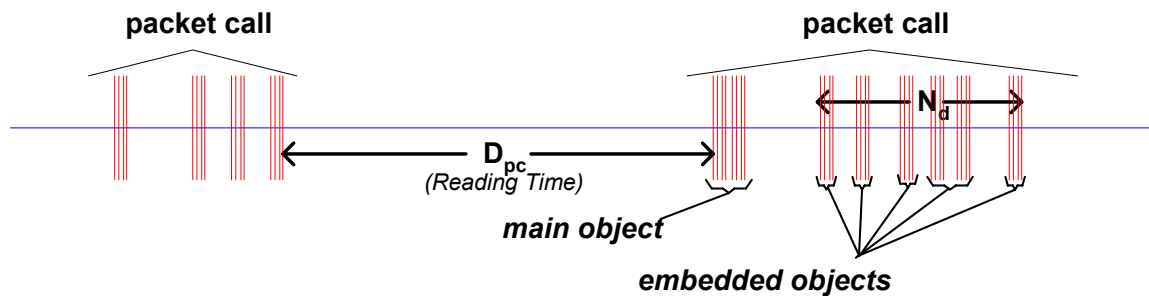 packet call
packet call
N_d
D_pc
(Reading Time)
main object
embedded objects